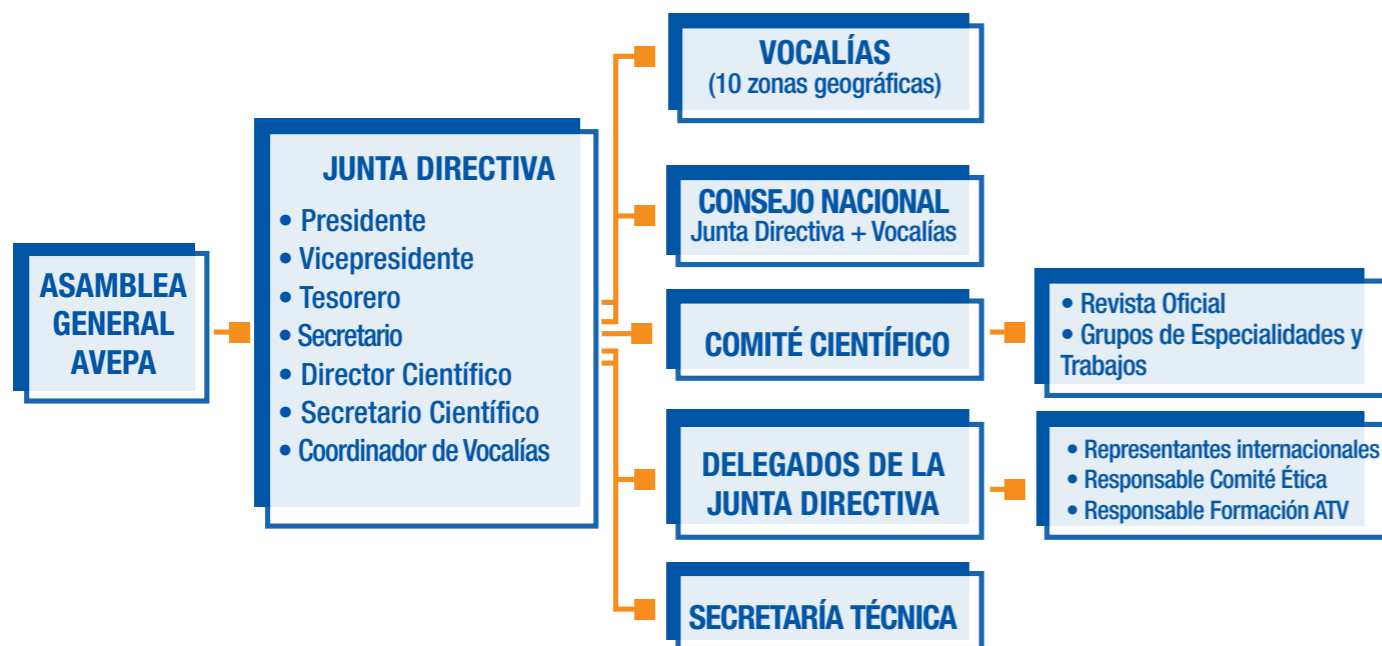 ASAMBLEA
GENERAL
AVEPA
JUNTA DIRECTIVA
• Presidente
• Vicepresidente
• Tesorero
• Secretario
• Director Científico
• Secretario Científico
• Coordinador de Vocalías
VOCALÍAS
(10 zonas geográficas)
CONSEJO NACIONAL
Junta Directiva + Vocalías
COMITÉ CIENTÍFICO
• Revista Oficial
• Grupos de Especialidades y
Trabajos
DELEGADOS DE LA
JUNTA DIRECTIVA
• Representantes internacionales
• Responsable Comité Ética
• Responsable Formación ATV
SECRETARÍA TÉCNICA